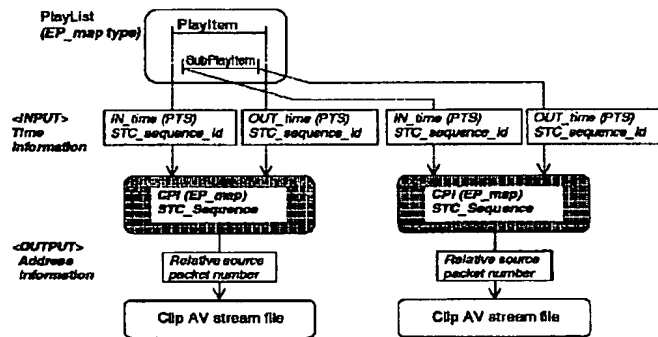 PlayList
(EP_map type)
PlayItem
SubPlayItem
<INPUT>
Time
Information
IN_time (PTS)
STC_sequence_id
OUT_time (PTS)
STC_sequence_id
IN_time (PTS)
STC_sequence_id
OUT_time (PTS)
STC_sequence_id
CPI (EP_map)
STC_Sequence
CPI (EP_map)
STC_Sequence
<OUTPUT>
Address
Information
Relative source
packet number
Relative source
packet number
Clip AV stream file
Clip AV stream file